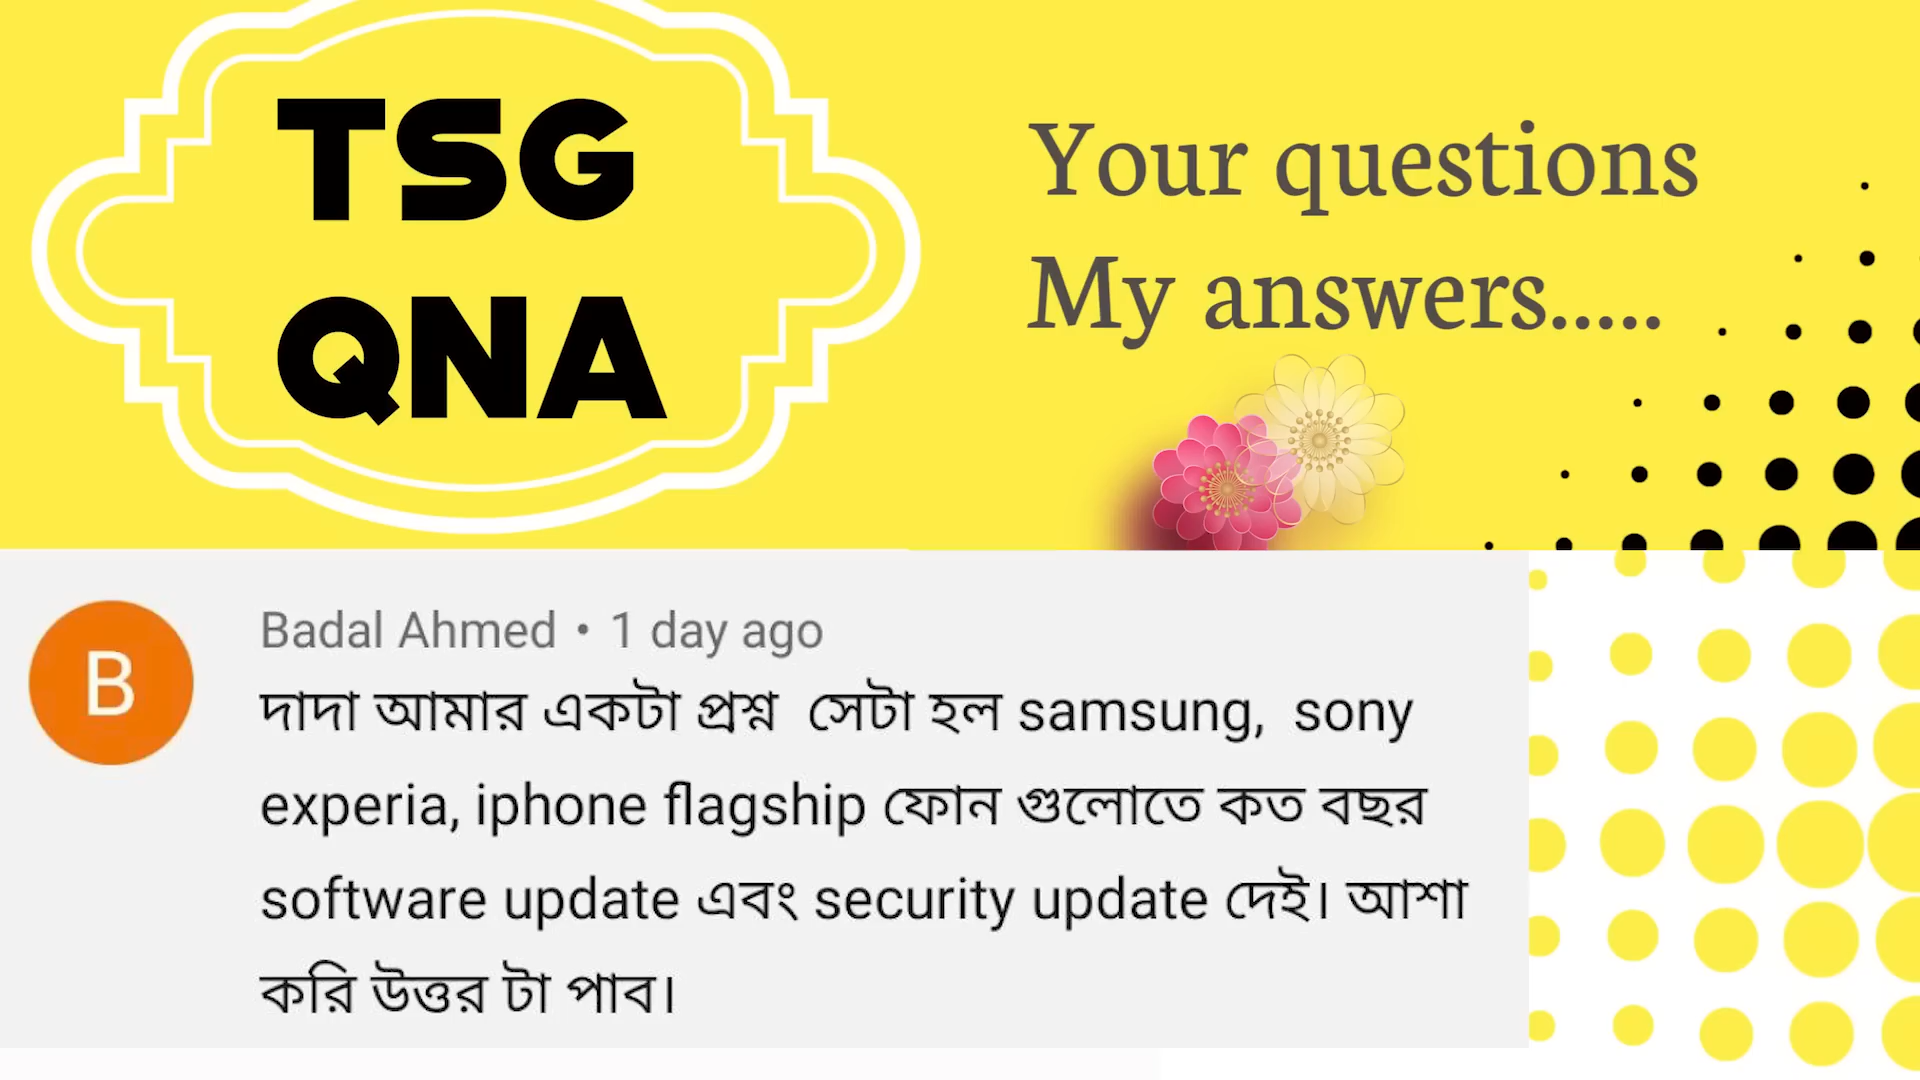 TSG
QNA
Your questions
My answers.....
B
Badal Ahmed • 1 day ago
দাদা আমার একটা প্রশ্ন সেটা হল samsung, sony
experia, iphone flagship ফোন গুলোতে কত বছর
software update এবং security update দেই। আশা
করি উত্তর টা পাব।